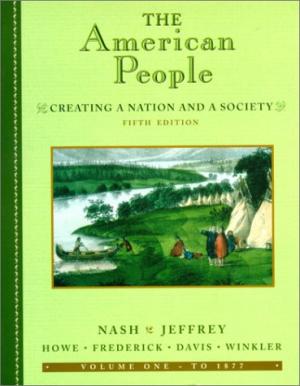 THE
American
People
CREATING A NATION AND A SOCIETY
FIFTH EDITION
NASH JEFFREY
HOWE • FREDERICK • DAVIS • WINKLER
VOLUME ONE - TO 1877